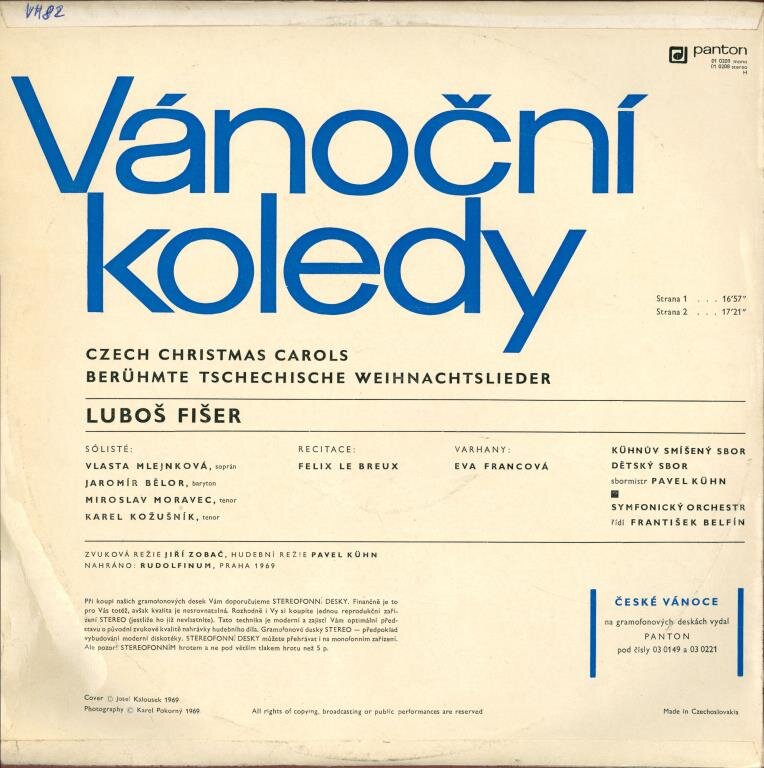 VH82
panton
01 0209 mono
01 0208 stereo
H
Vánoční
koledy
Strana 1 . . . 16'57"
Strana 2 . . . 17'21"
CZECH CHRISTMAS CAROLS
BERÜHMTE TSCHECHISCHE WEIHNACHTSLIEDER
LUBOŠ FIŠER
SÓLISTÉ:
VLASTA MLEJNKOVÁ, soprán
JAROMÍR BĚLOR, baryton
MIROSLAV MORAVEC, tenor
KAREL KOŽUŠNÍK, tenor
RECITACE:
FELIX LE BREUX
VARHANY:
EVA FRANCOVÁ
KÜHNŮV SMÍŠENÝ SBOR
DĚTSKÝ SBOR
sbormistr PAVEL KÜHN
SYMFONICKÝ ORCHESTR
řídí FRANTIŠEK BELFÍN
ZVUKOVÁ REŽIE JIŘÍ ZOBAČ, HUDEBNÍ REŽIE PAVEL KÜHN
NAHRÁNO: RUDOLFINUM, PRAHA 1969
Při koupi našich gramofonových desek Vám doporučujeme STEREOFONNÍ DESKY. Finančně je to
pro Vás totéž, avšak kvalita je nesrovnatelná. Rozhodně i Vy si koupíte jednou reprodukční zaří-
zení STEREO (jestliže ho již nevlastníte). Tato technika je moderní a zajistí Vám optimální před-
stavu o původní zvukové kvalitě nahrávky hudebního díla. Gramofonové desky STEREO — předpoklad
vybudování moderní diskotéky. STEREOFONNÍ DESKY můžete přehrávat i na monofonním zařízení.
Ale pozor! STEREOFONNÍM hrotem a ne pod větším tlakem hrotu než 5 p.
ČESKÉ VÁNOCE
na gramofonových deskách vydal
PANTON
pod čísly 03 0149 a 03 0221
Cover © Josef Kalousek 1969
Photography © Karel Pokorný 1969
All rights of copying, broadcasting or public performances are reserved
Made in Czechoslovakia